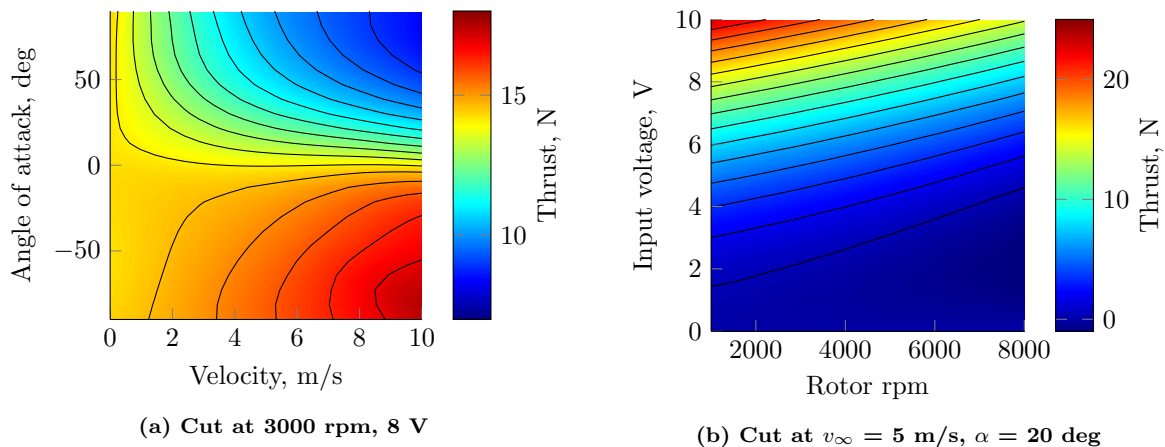 50
0
−50
0 2 4 6 8 10
Angle of attack, deg
Velocity, m/s
15
10
Thrust, N
(a) Cut at 3000 rpm, 8 V
10
8
6
4
2
0
2000 4000 6000 8000
Input voltage, V
Rotor rpm
20
10
0
Thrust, N
(b) Cut at v∞ = 5 m/s, α = 20 deg